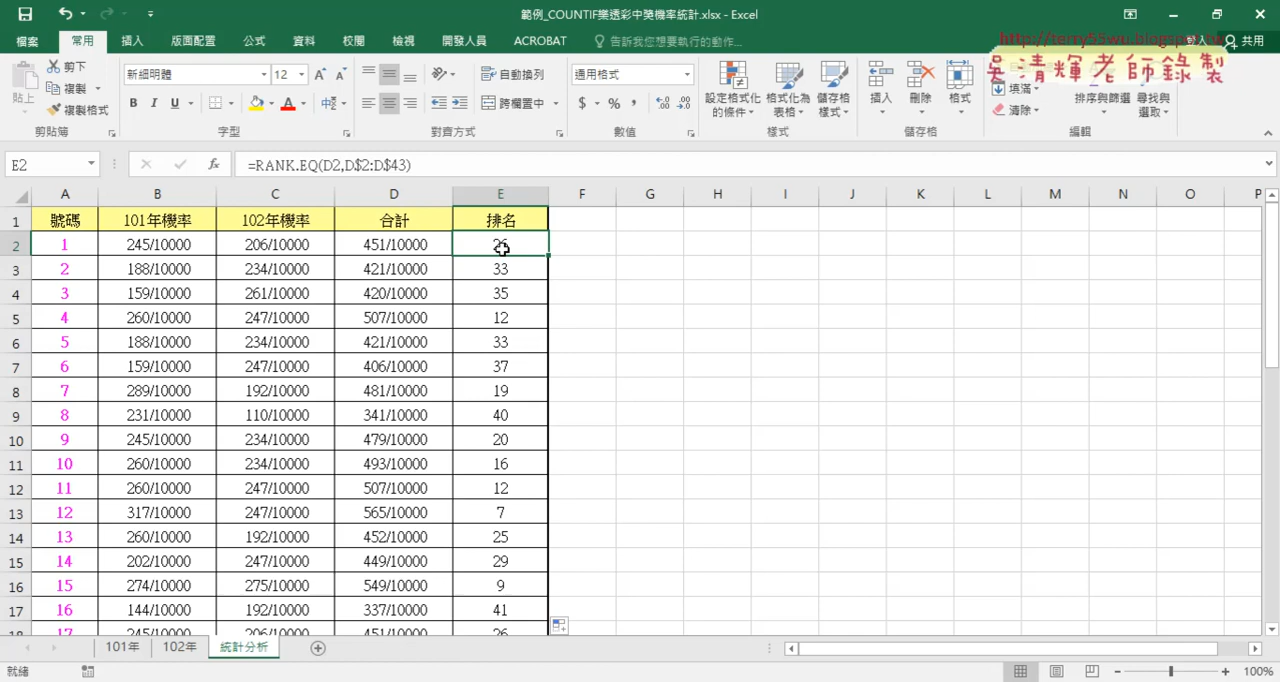 範例_COUNTIF樂透彩中獎機率統計.xlsx - Excel
檔案 常用 插入 版面配置 公式 資料 校閱 檢視 開發人員 ACROBAT 告訴我您想要執行的動作... 登入 共用
http://terry55wu.blogspot.tw
吳清輝老師錄製
貼上 剪下 複製 複製格式 剪貼簿
新細明體 12 B I U 中 字型
自動換列 跨欄置中 對齊方式
通用格式 $ % 數值
設定格式化的條件 格式化為表格 儲存格樣式 樣式
插入 刪除 格式 儲存格
填滿 清除 排序與篩選 尋找與選取 編輯
E2 fx =RANK.EQ(D2,D$2:D$43)
A B C D E F G H I J K L M N O P
1 號碼 101年機率 102年機率 合計 排名
2 1 245/10000 206/10000 451/10000 26
3 2 188/10000 234/10000 421/10000 33
4 3 159/10000 261/10000 420/10000 35
5 4 260/10000 247/10000 507/10000 12
6 5 188/10000 234/10000 421/10000 33
7 6 159/10000 247/10000 406/10000 37
8 7 289/10000 192/10000 481/10000 19
9 8 231/10000 110/10000 341/10000 40
10 9 245/10000 234/10000 479/10000 20
11 10 260/10000 234/10000 493/10000 16
12 11 260/10000 247/10000 507/10000 12
13 12 317/10000 247/10000 565/10000 7
14 13 260/10000 192/10000 452/10000 25
15 14 202/10000 247/10000 449/10000 29
16 15 274/10000 275/10000 549/10000 9
17 16 144/10000 192/10000 337/10000 41
18 17 245/10000 206/10000 451/10000 26
101年 102年 統計分析
就緒 100%